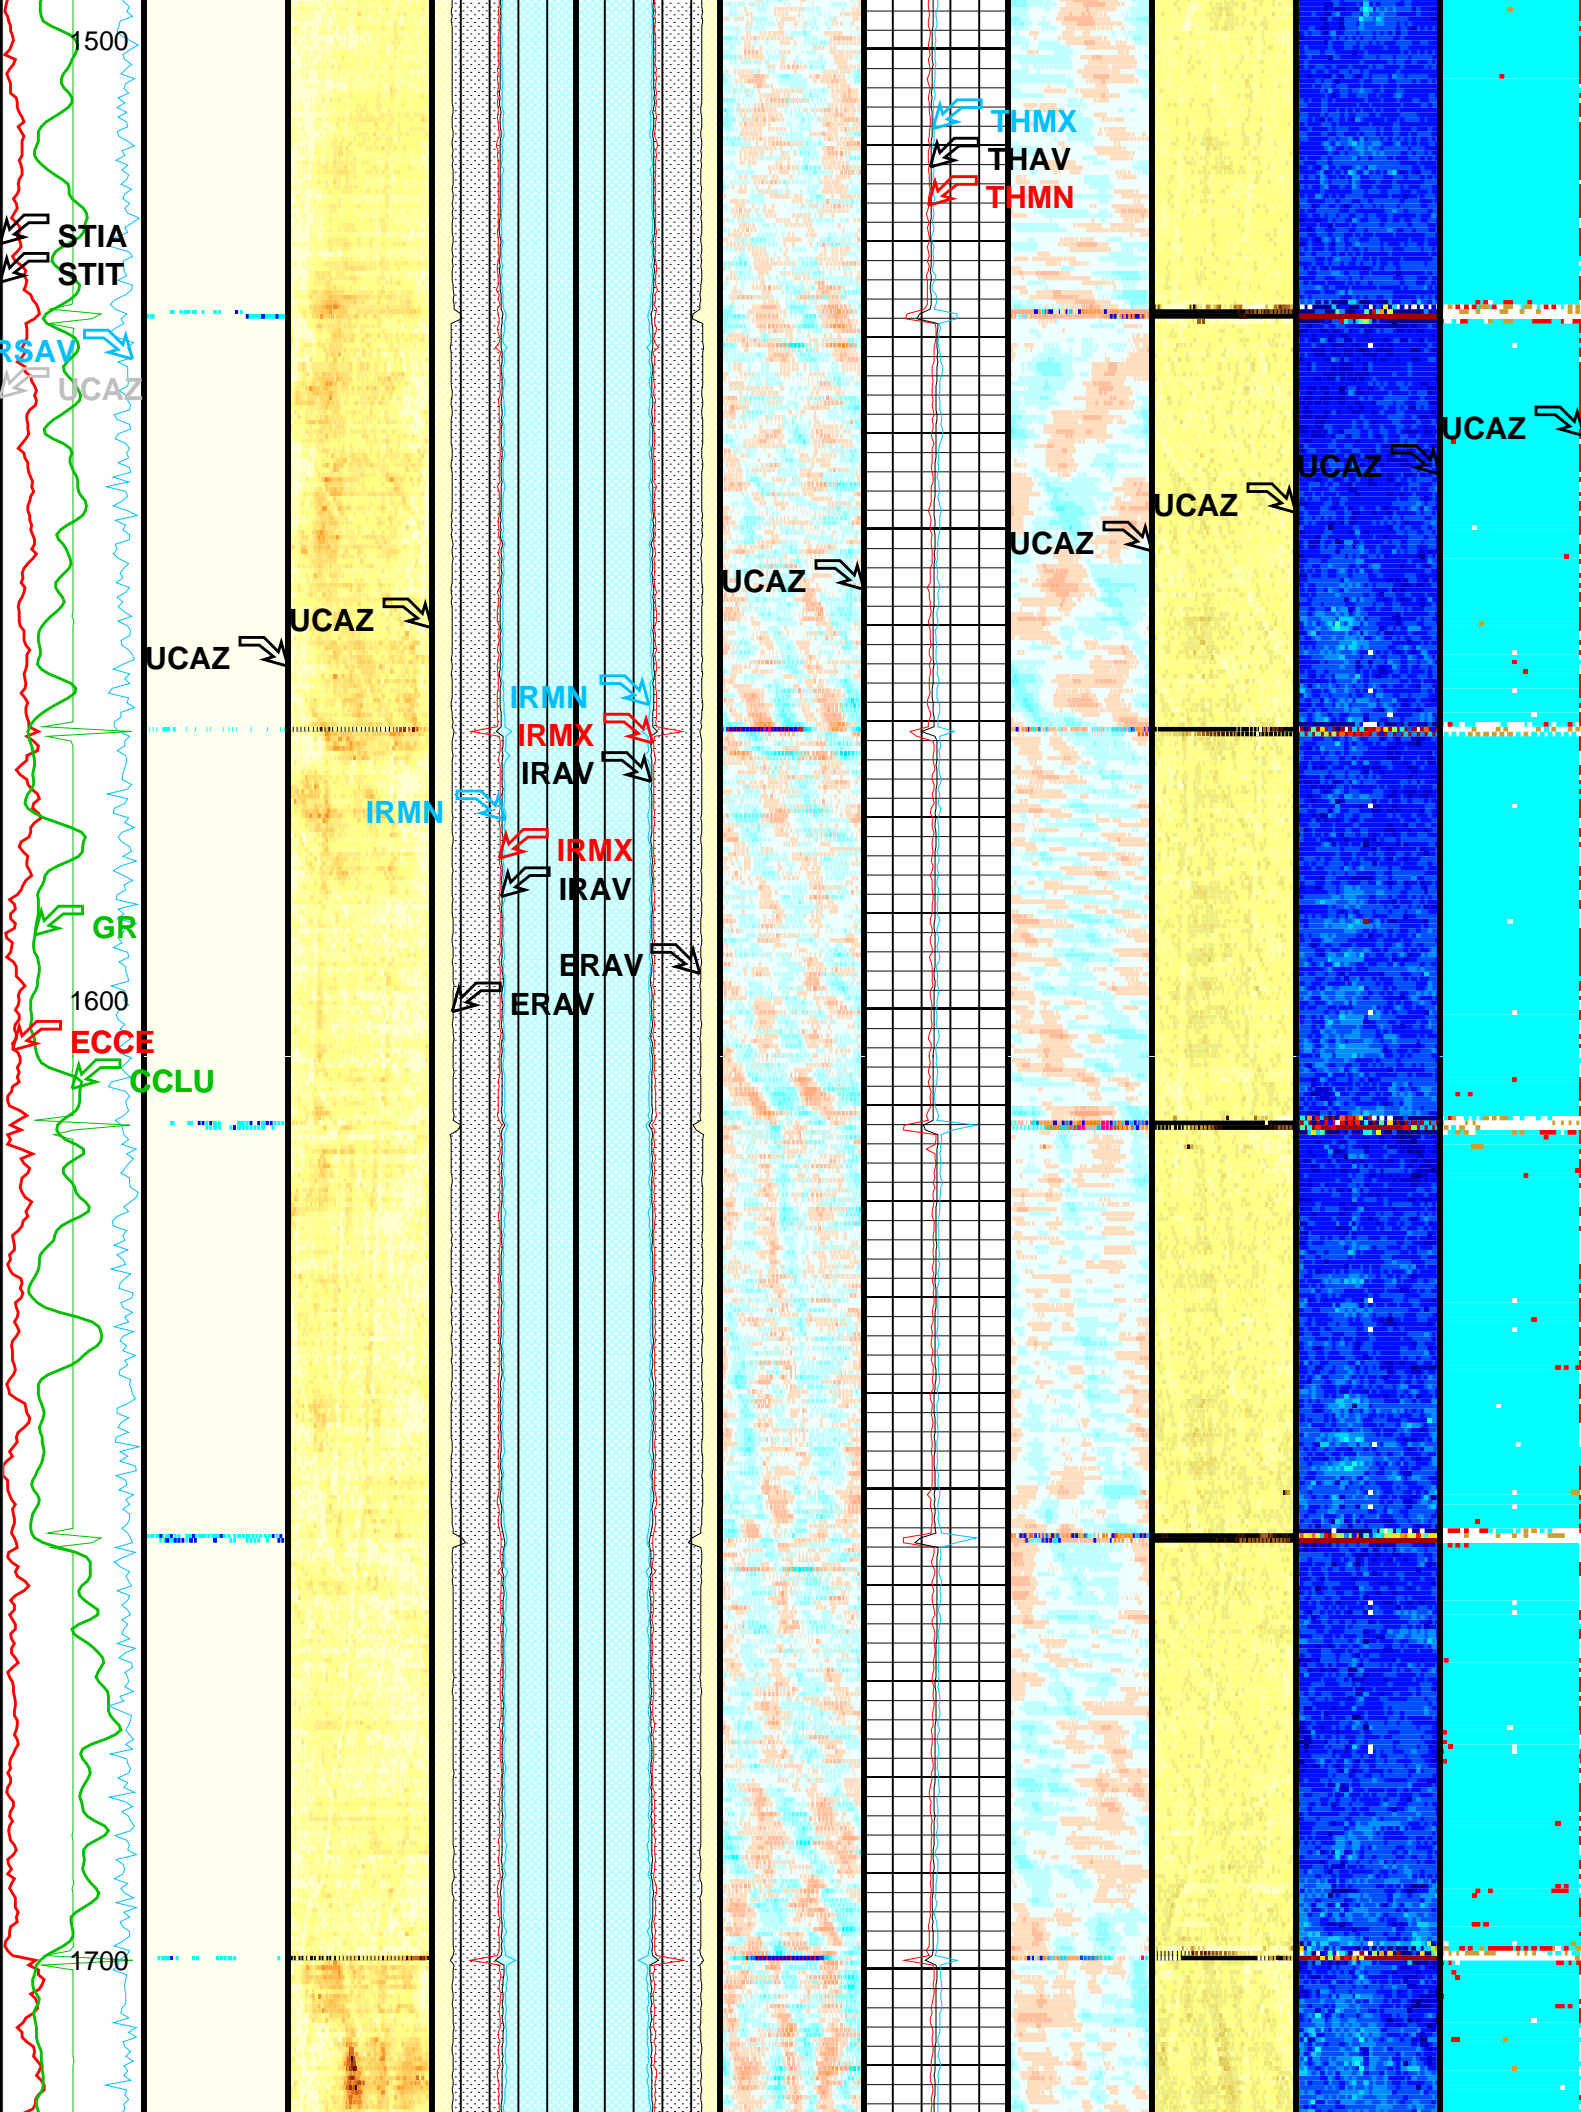 1500
THMX
THAV
THMN
STIA
STIT
RSAV
UCAZ
UCAZ
UCAZ
UCAZ
UCAZ
UCAZ
UCAZ
UCAZ
IRMN
IRMX
IRAV
IRMN
IRMX
IRAV
GR
ERAV
1600
ERAV
ECCE
CCLU
1700